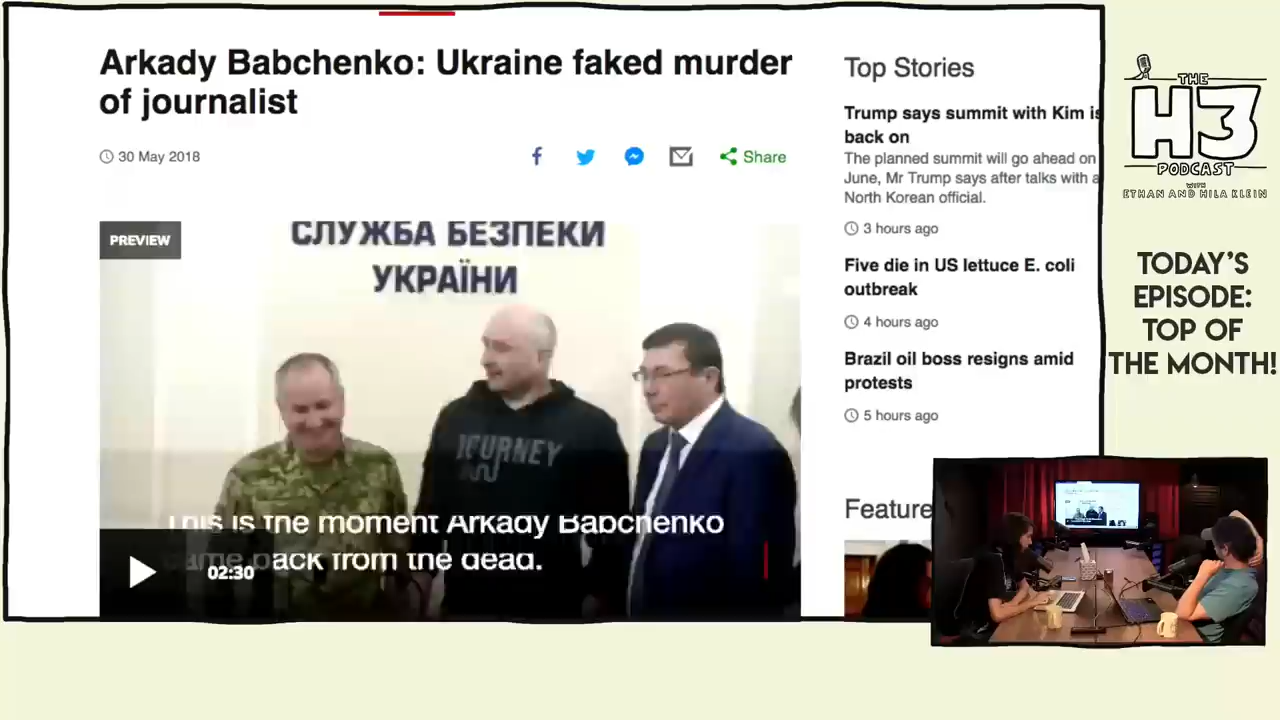 Arkady Babchenko: Ukraine faked murder
of journalist
30 May 2018
Share
PREVIEW
СЛУЖБА БЕЗПЕКИ
УКРАЇНИ
JOURNEY
This is the moment Arkady Babchenko
came back from the dead.
02:30
Top Stories
Trump says summit with Kim is
back on
The planned summit will go ahead on
June, Mr Trump says after talks with a
North Korean official.
3 hours ago
Five die in US lettuce E. coli
outbreak
4 hours ago
Brazil oil boss resigns amid
protests
5 hours ago
Feature
THE
H3
PODCAST
WITH
ETHAN AND HILA KLEIN
TODAY'S
EPISODE:
TOP OF
THE MONTH!